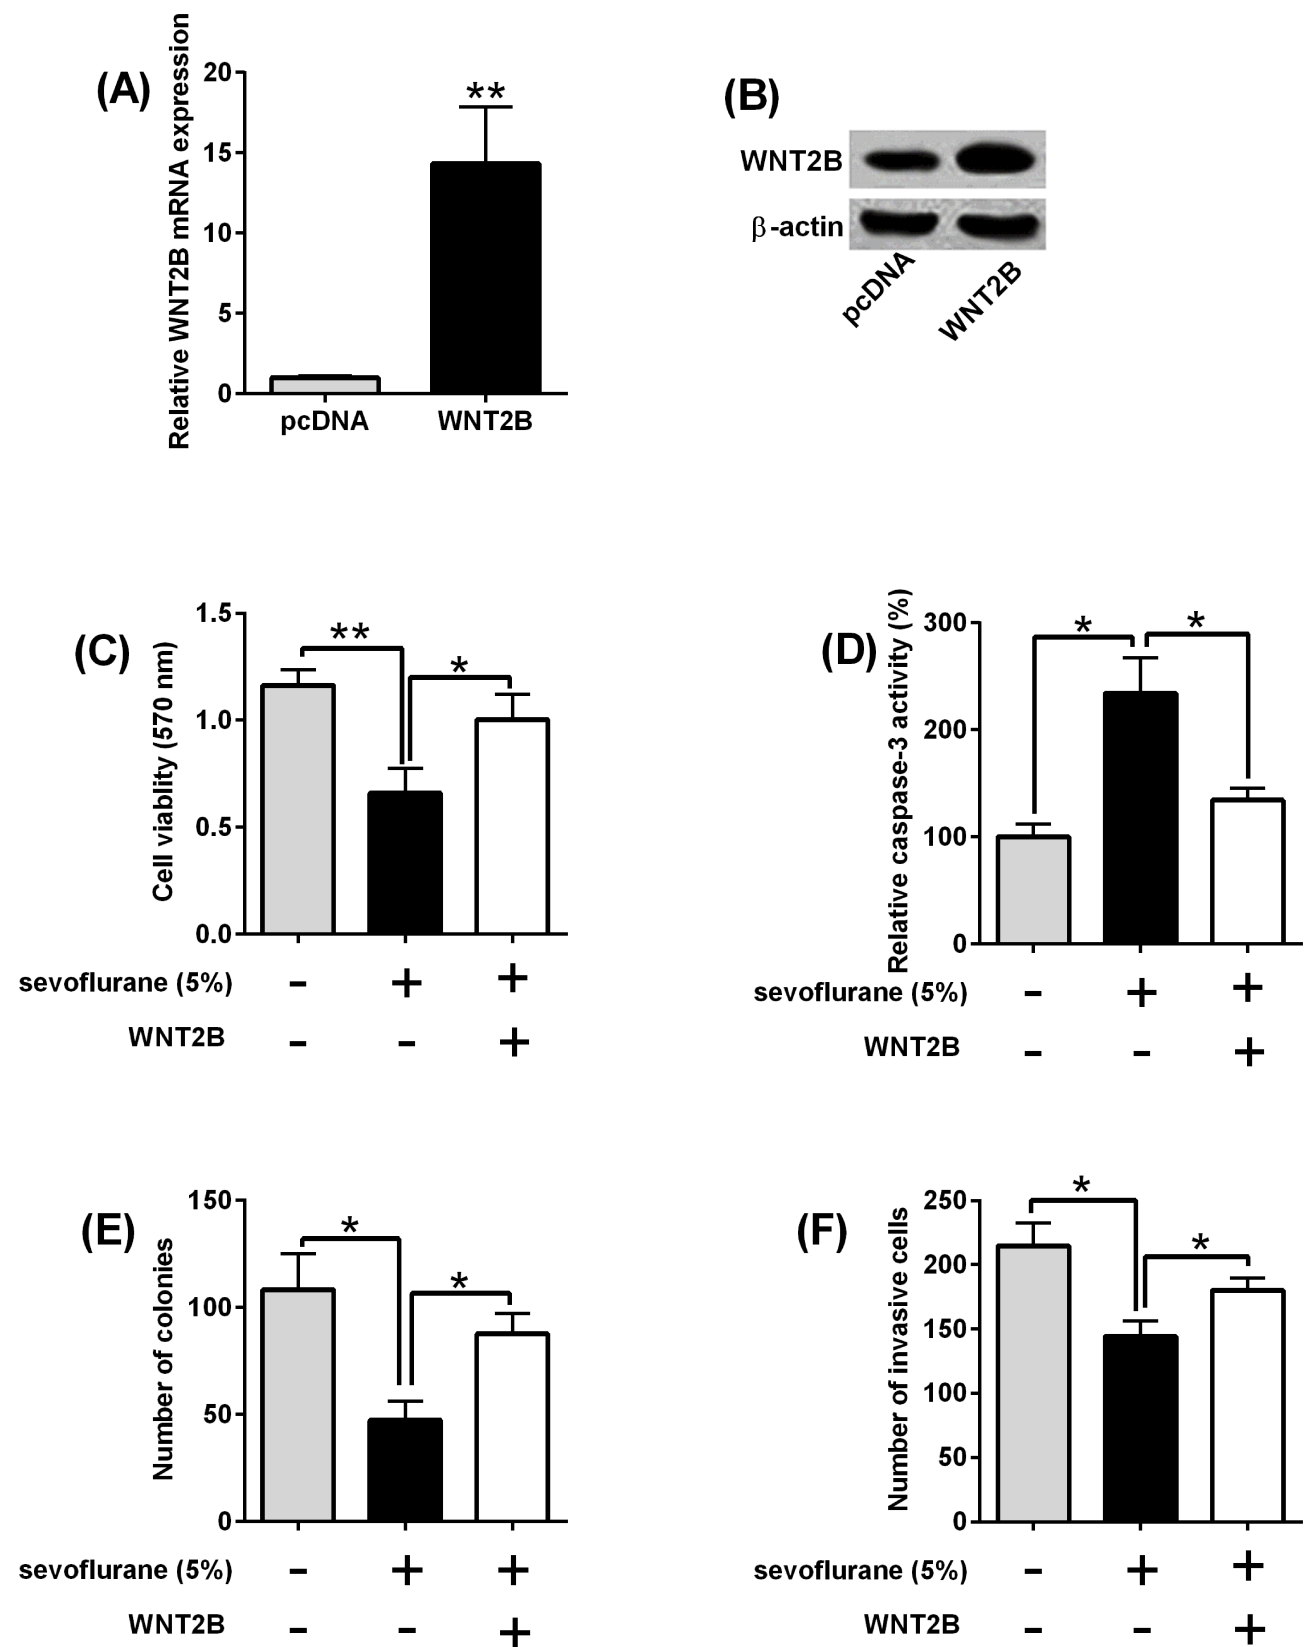 (A)
Relative WNT2B mRNA expression
20
15
10
5
0
**
pcDNA WNT2B
(B)
WNT2B
β-actin
pcDNA
WNT2B
(C)
Cell viablity (570 nm)
1.5
1.0
0.5
0.0
**
*
sevoflurane (5%) - + +
WNT2B - - +
(D)
Relative caspase-3 activity (%)
300
200
100
0
*
*
sevoflurane (5%) - + +
WNT2B - - +
(E)
Number of colonies
150
100
50
0
*
*
sevoflurane (5%) - + +
WNT2B - - +
(F)
Number of invasive cells
250
200
150
100
50
0
*
*
sevoflurane (5%) - + +
WNT2B - - +